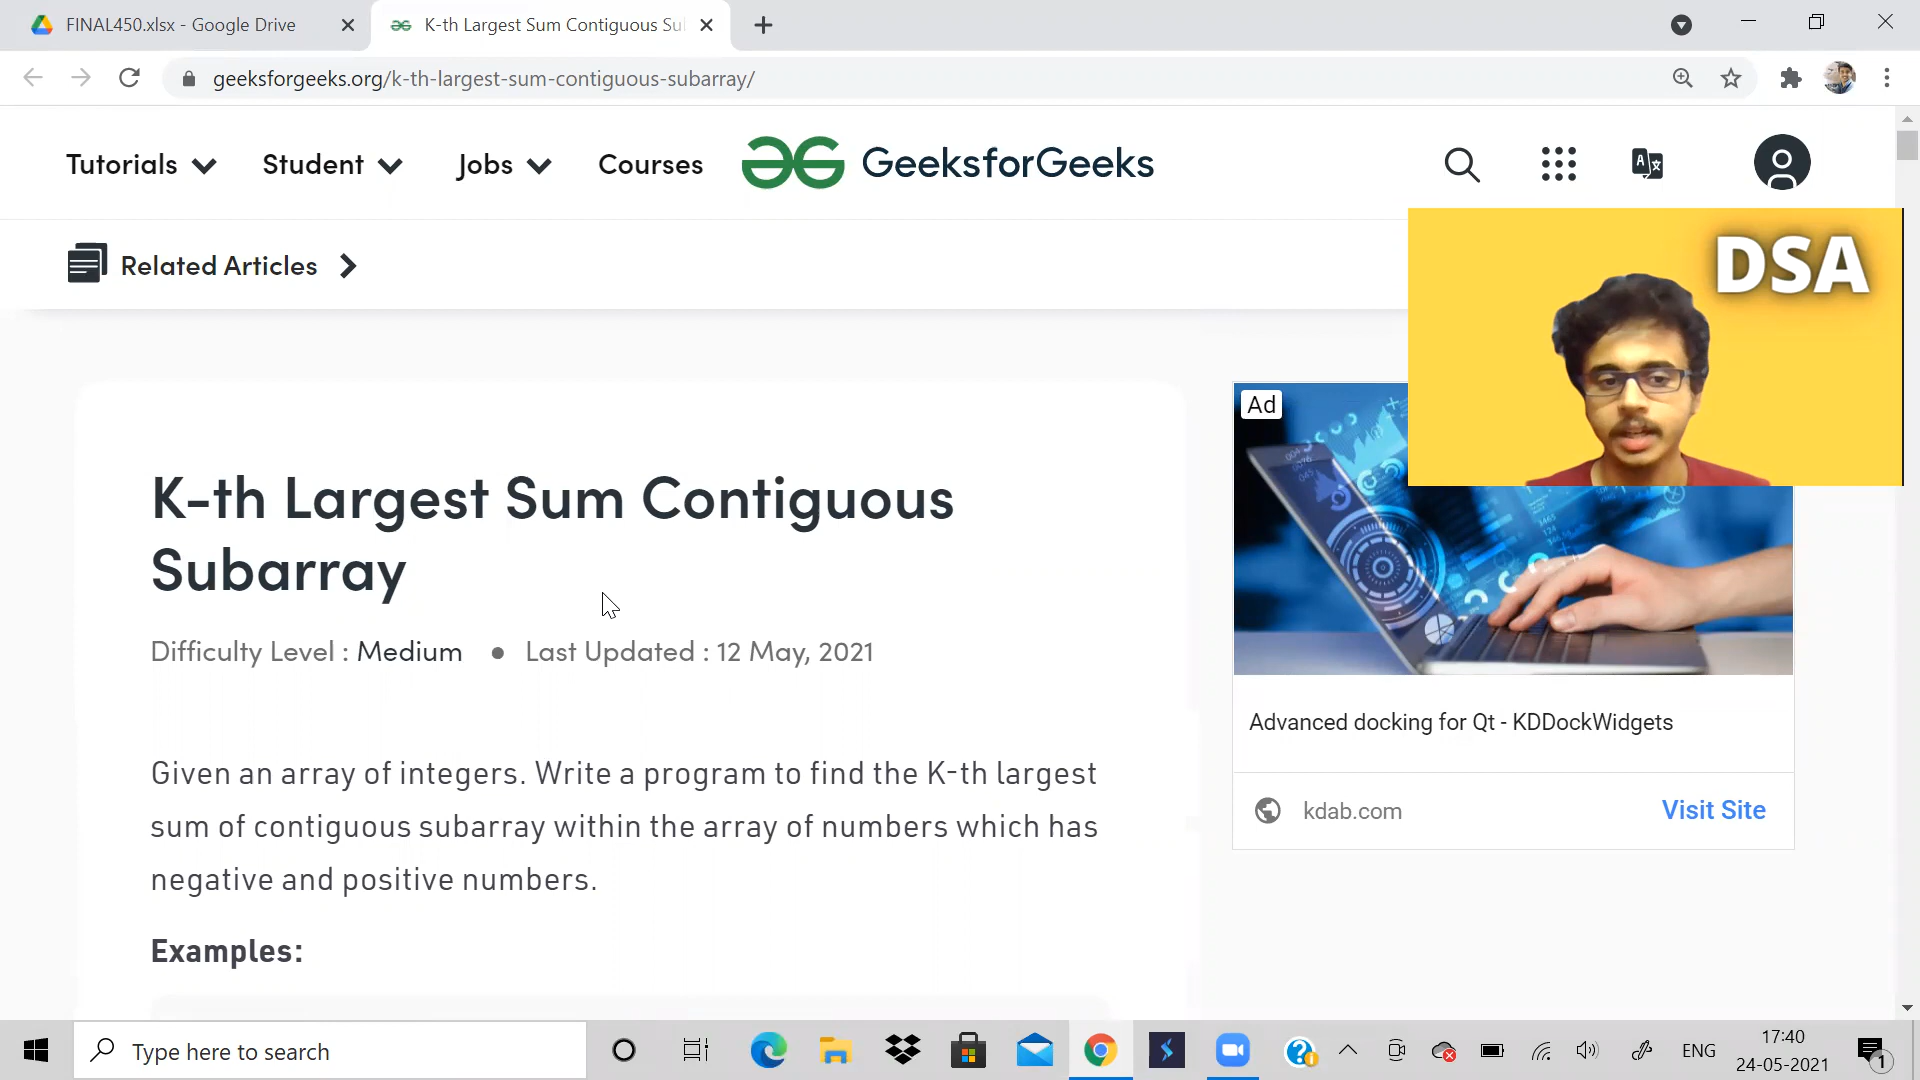 FINAL450.xlsx - Google Drive
K-th Largest Sum Contiguous Su
geeksforgeeks.org/k-th-largest-sum-contiguous-subarray/
Tutorials
Student
Jobs
Courses
GeeksforGeeks
Related Articles
DSA
Ad
K-th Largest Sum Contiguous
Subarray
Difficulty Level : Medium
Last Updated : 12 May, 2021
Given an array of integers. Write a program to find the K-th largest
sum of contiguous subarray within the array of numbers which has
negative and positive numbers.
Examples:
Advanced docking for Qt - KDDockWidgets
kdab.com
Visit Site
Type here to search
ENG
17:40
24-05-2021
1